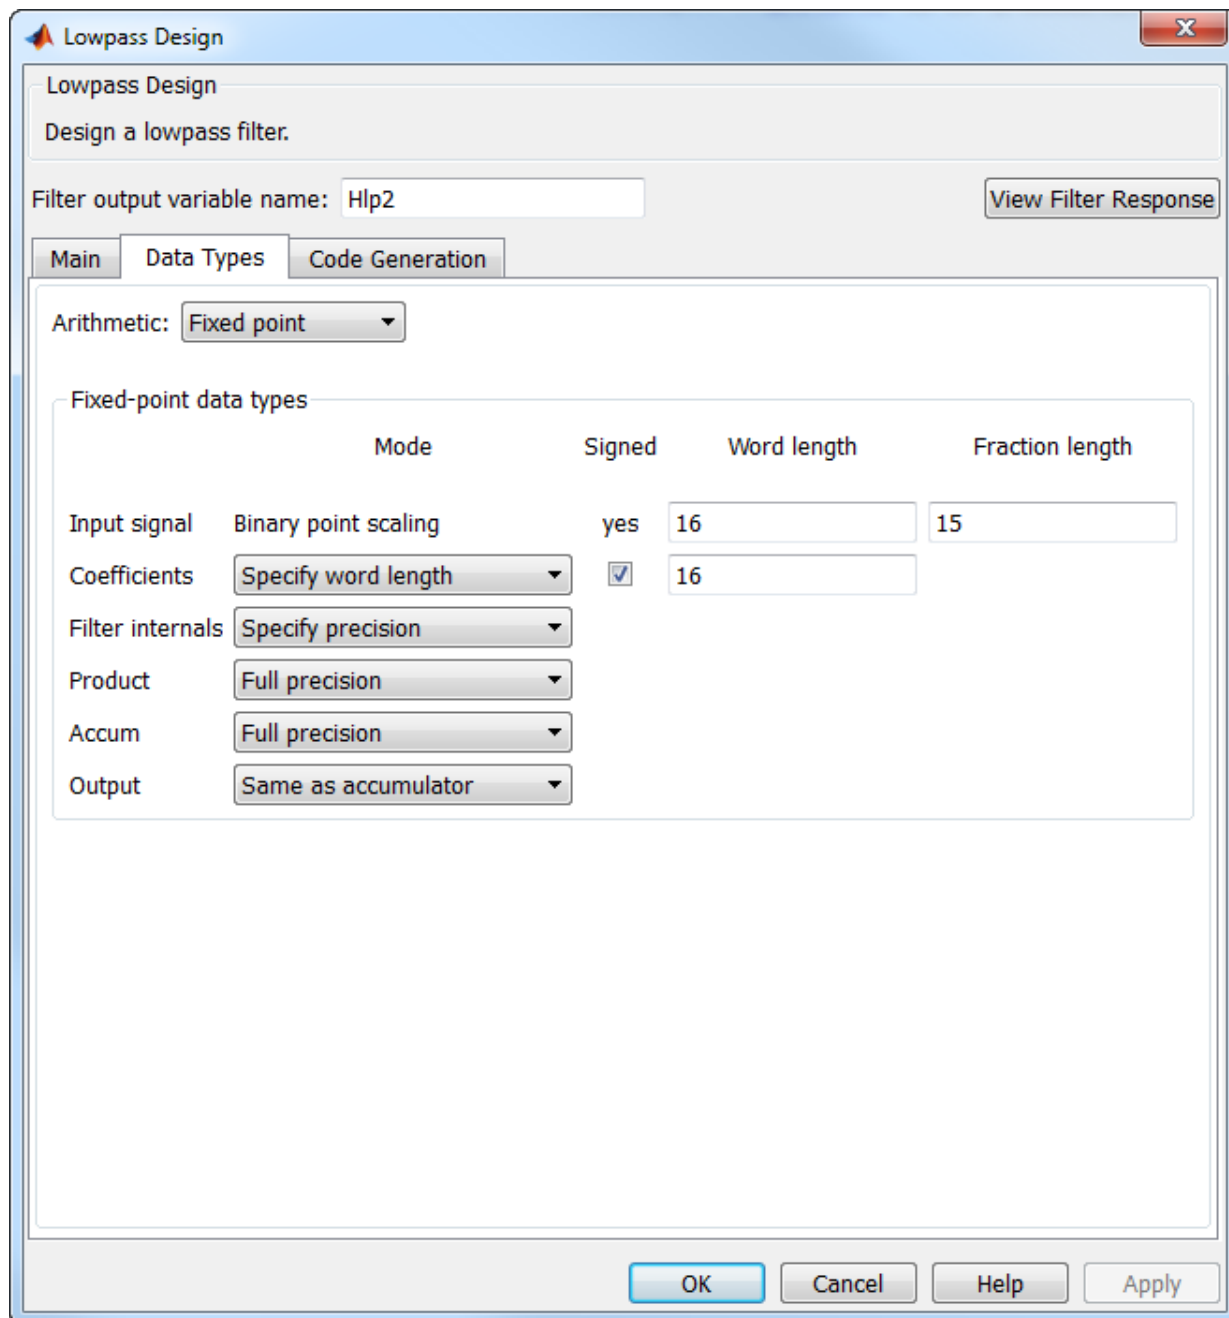 Lowpass Design
Lowpass Design
Design a lowpass filter.
Filter output variable name: Hlp2 View Filter Response
Main Data Types Code Generation
Arithmetic: Fixed point
Fixed-point data types
Mode Signed Word length Fraction length
Input signal Binary point scaling yes 16 15
Coefficients Specify word length 16
Filter internals Specify precision
Product Full precision
Accum Full precision
Output Same as accumulator
OK Cancel Help Apply